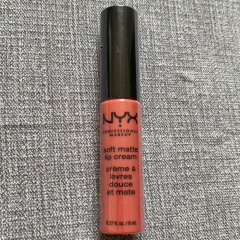 NYX
PROFESSIONAL MAKEUP
soft matte
lip cream
crème à
lèvres
douce
et mate